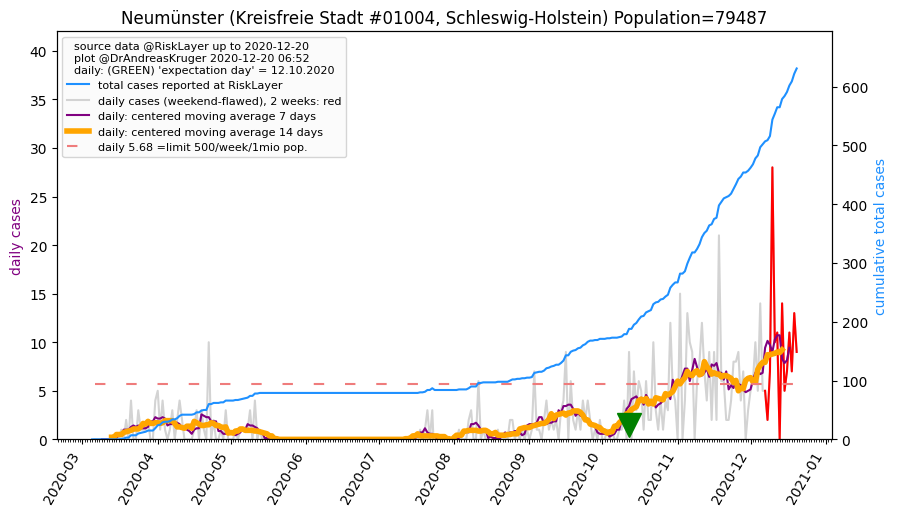 Neumünster (Kreisfreie Stadt #01004, Schleswig-Holstein) Population=79487
source data @RiskLayer up to 2020-12-20
plot @DrAndreasKruger 2020-12-20 06:52
daily: (GREEN) 'expectation day' = 12.10.2020
total cases reported at RiskLayer
daily cases (weekend-flawed), 2 weeks: red
daily: centered moving average 7 days
daily: centered moving average 14 days
daily 5.68 =limit 500/week/1mio pop.
daily cases
40
35
30
25
20
15
10
5
0
cumulative total cases
600
500
400
300
200
100
0
2020-03
2020-04
2020-05
2020-06
2020-07
2020-08
2020-09
2020-10
2020-11
2020-12
2021-01